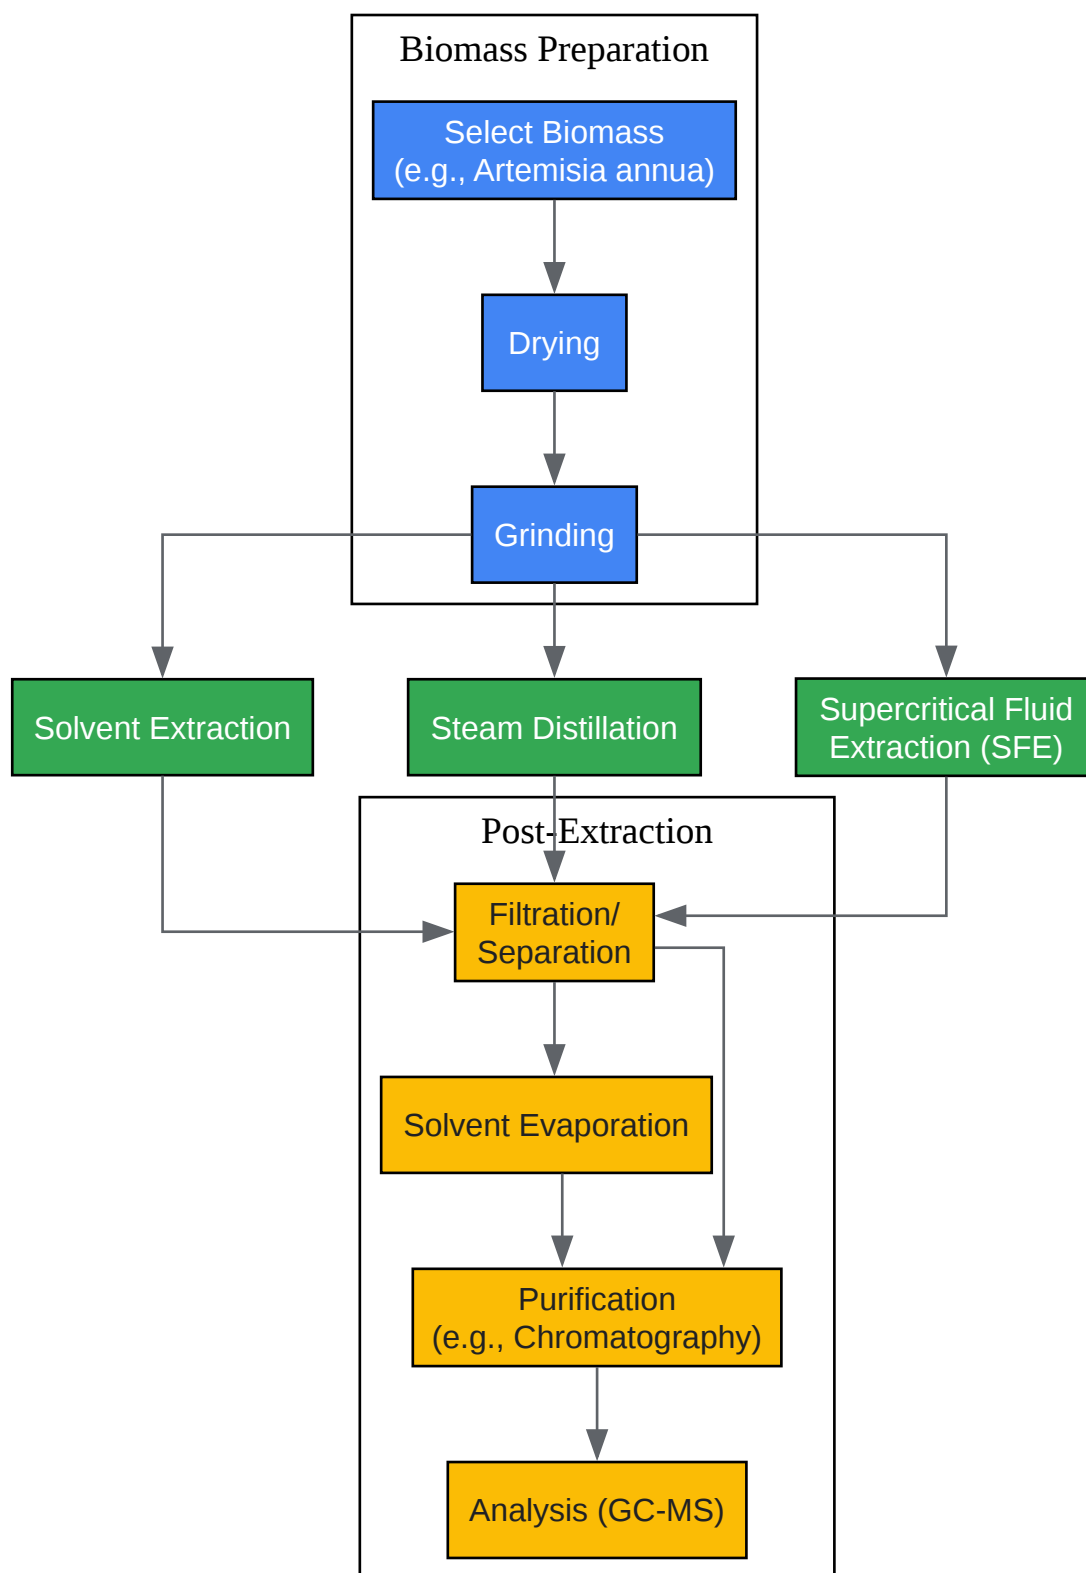 Biomass Preparation
Select Biomass
(e.g., Artemisia annua)
Drying
Grinding
Solvent Extraction
Steam Distillation
Supercritical Fluid
Extraction (SFE)
Post-Extraction
Filtration/
Separation
Solvent Evaporation
Purification
(e.g., Chromatography)
Analysis (GC-MS)